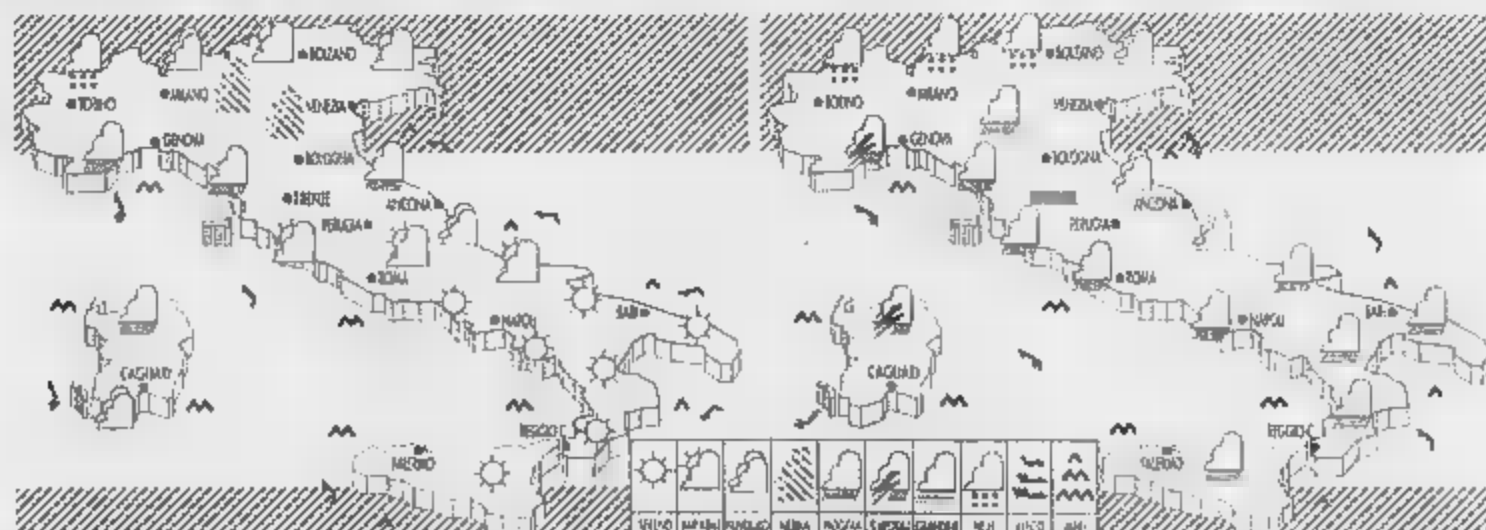 BOLZANO
TORINO
MILANO
VENEZIA
GENOVA
BOLOGNA
FIRENZE
ANCONA
PERUGIA
ROMA
BARI
NAPOLI
CAGLIARI
REGGIO C.
PALERMO
BOLZANO
TORINO
MILANO
VENEZIA
GENOVA
BOLOGNA
ANCONA
PERUGIA
ROMA
BARI
NAPOLI
CAGLIARI
REGGIO C.
PALERMO
SERENO
NEBBIA
PIOGGIA
NEVE